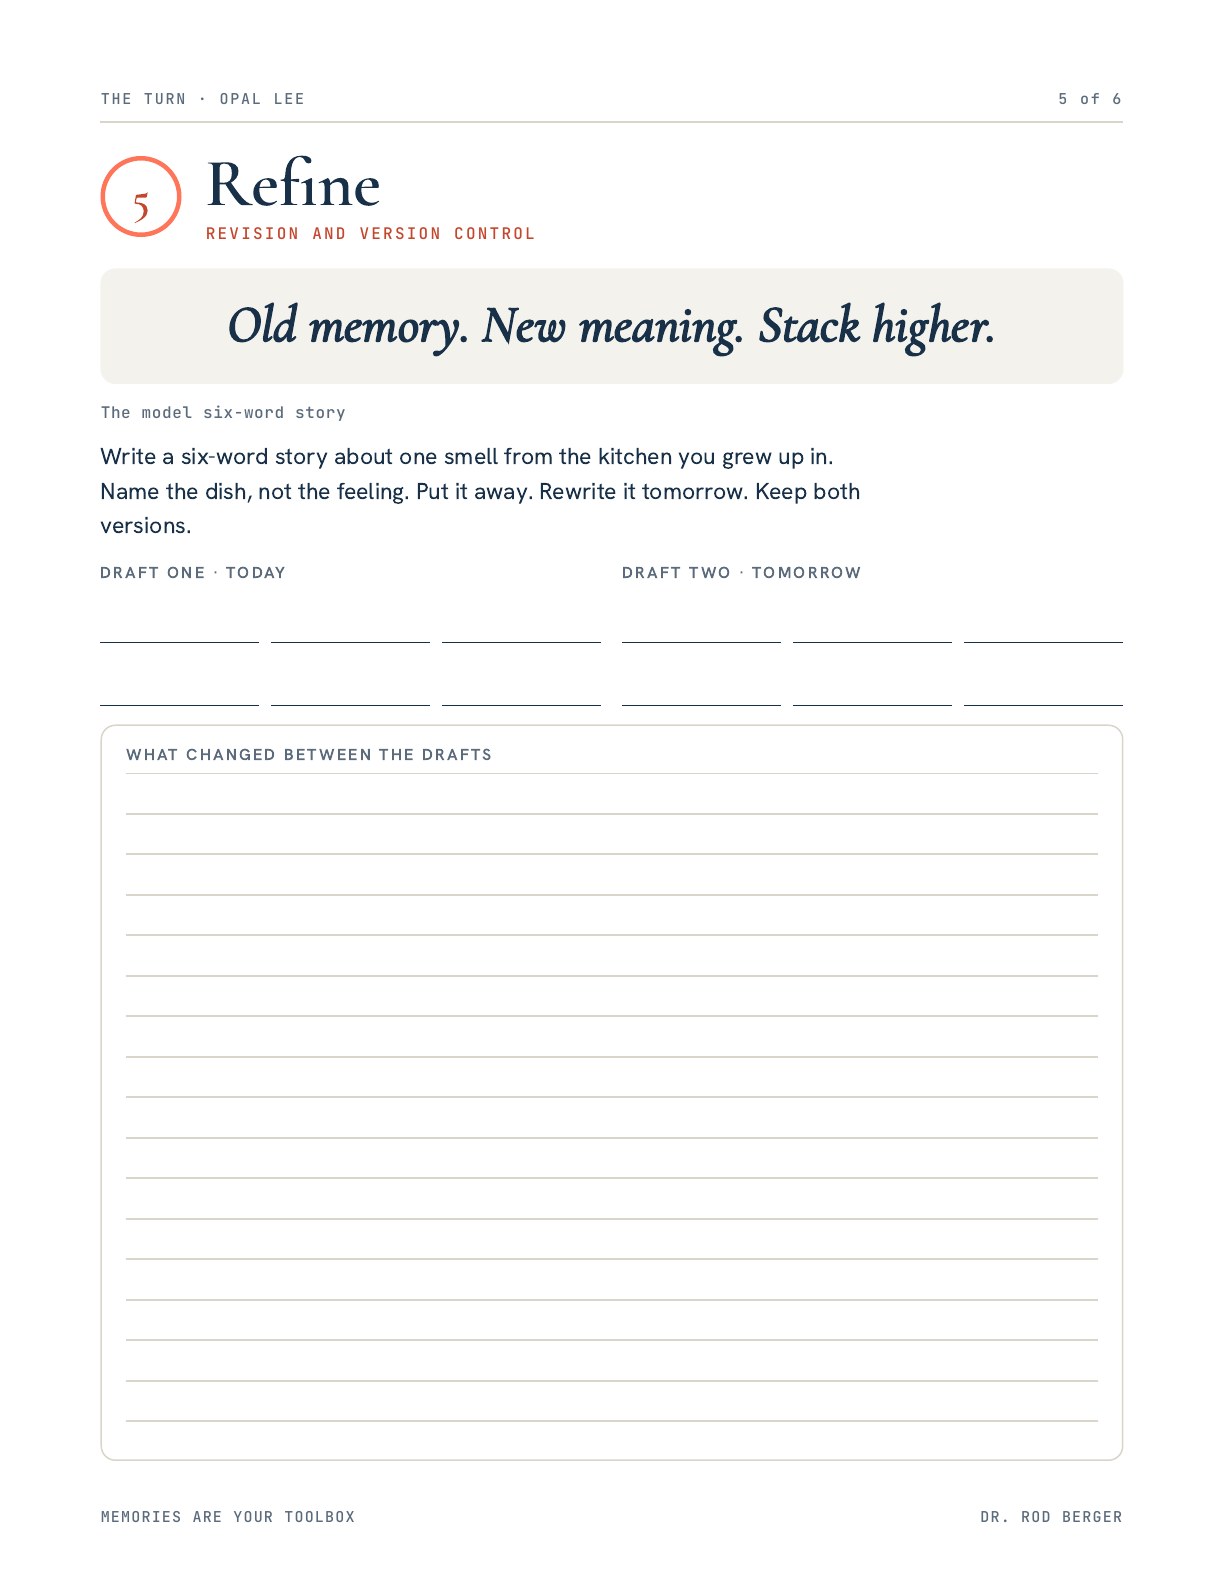 THE TURN · OPAL LEE
5 of 6
5
Refine
REVISION AND VERSION CONTROL
Old memory. New meaning. Stack higher.
The model six-word story
Write a six-word story about one smell from the kitchen you grew up in.
Name the dish, not the feeling. Put it away. Rewrite it tomorrow. Keep both
versions.
DRAFT ONE · TODAY
DRAFT TWO · TOMORROW
WHAT CHANGED BETWEEN THE DRAFTS
MEMORIES ARE YOUR TOOLBOX
DR. ROD BERGER